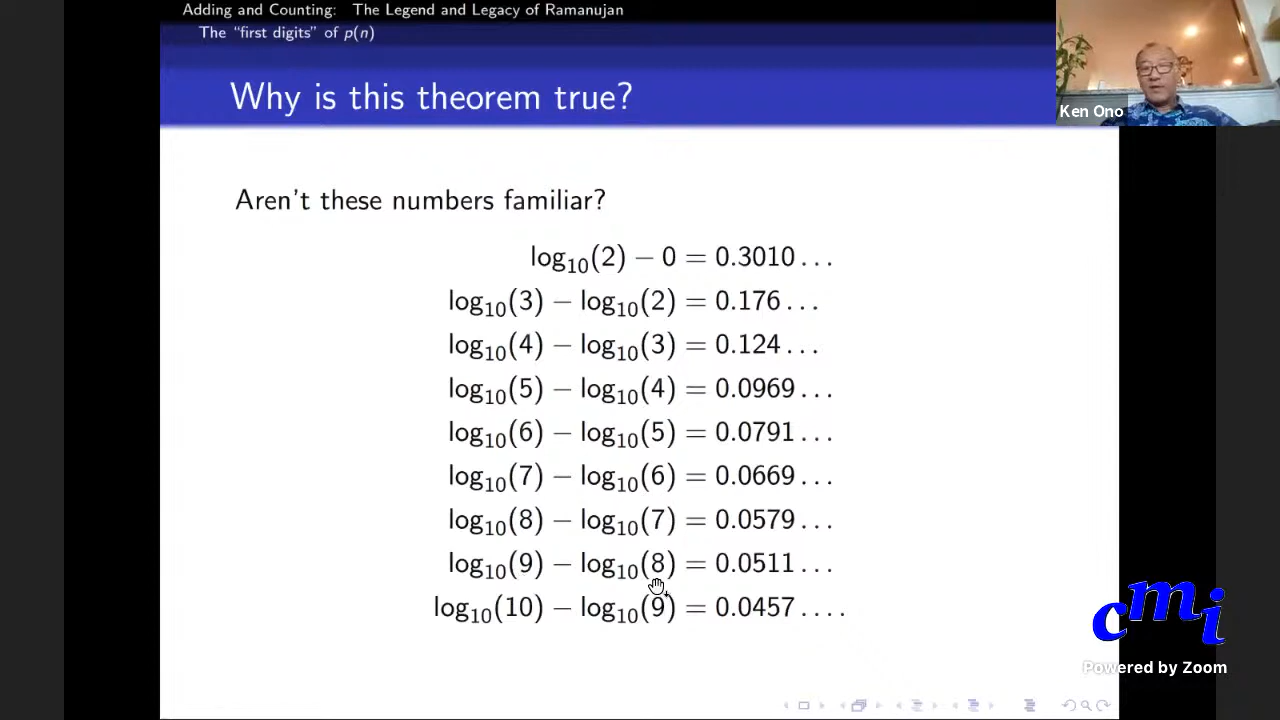 Adding and Counting: The Legend and Legacy of Ramanujan
The “first digits” of p(n)
Why is this theorem true?
Ken Ono
Aren’t these numbers familiar?
log₁₀(2) − 0 = 0.3010...
log₁₀(3) − log₁₀(2) = 0.176...
log₁₀(4) − log₁₀(3) = 0.124...
log₁₀(5) − log₁₀(4) = 0.0969...
log₁₀(6) − log₁₀(5) = 0.0791...
log₁₀(7) − log₁₀(6) = 0.0669...
log₁₀(8) − log₁₀(7) = 0.0579...
log₁₀(9) − log₁₀(8) = 0.0511...
log₁₀(10) − log₁₀(9) = 0.0457....
cmi
Powered by Zoom